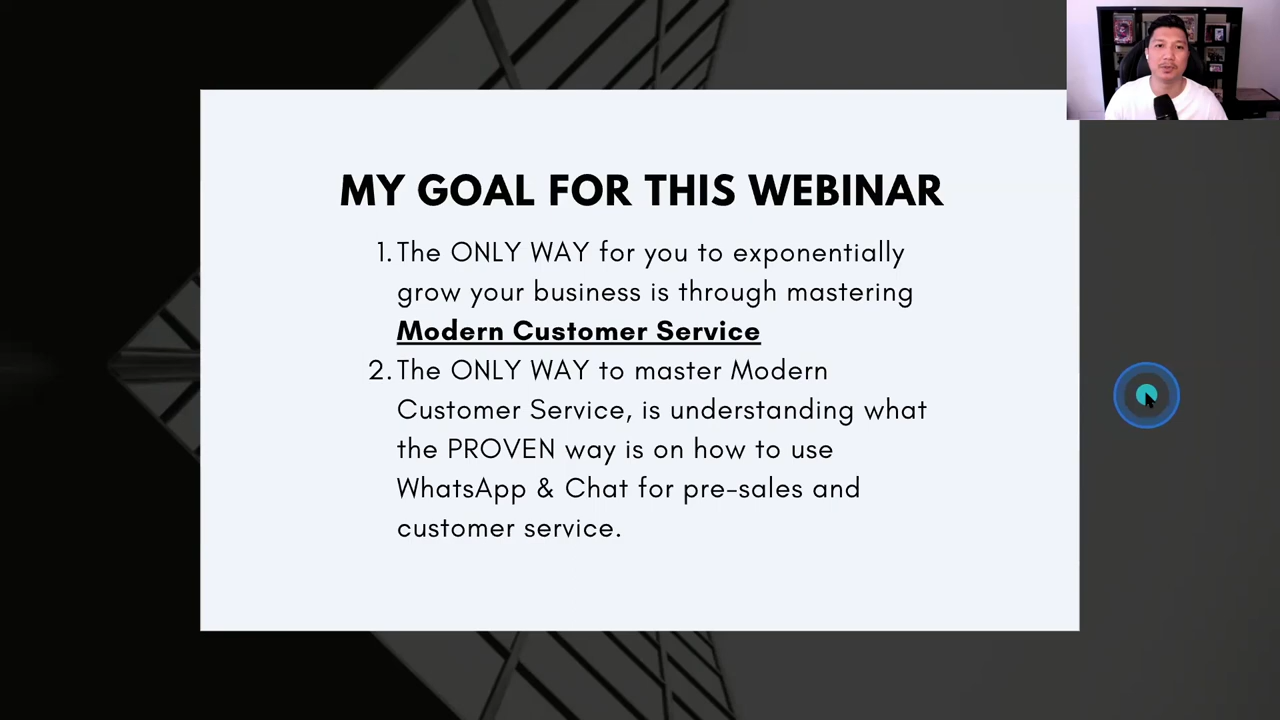 MY GOAL FOR THIS WEBINAR
1. The ONLY WAY for you to exponentially
grow your business is through mastering
Modern Customer Service
2. The ONLY WAY to master Modern
Customer Service, is understanding what
the PROVEN way is on how to use
WhatsApp & Chat for pre-sales and
customer service.